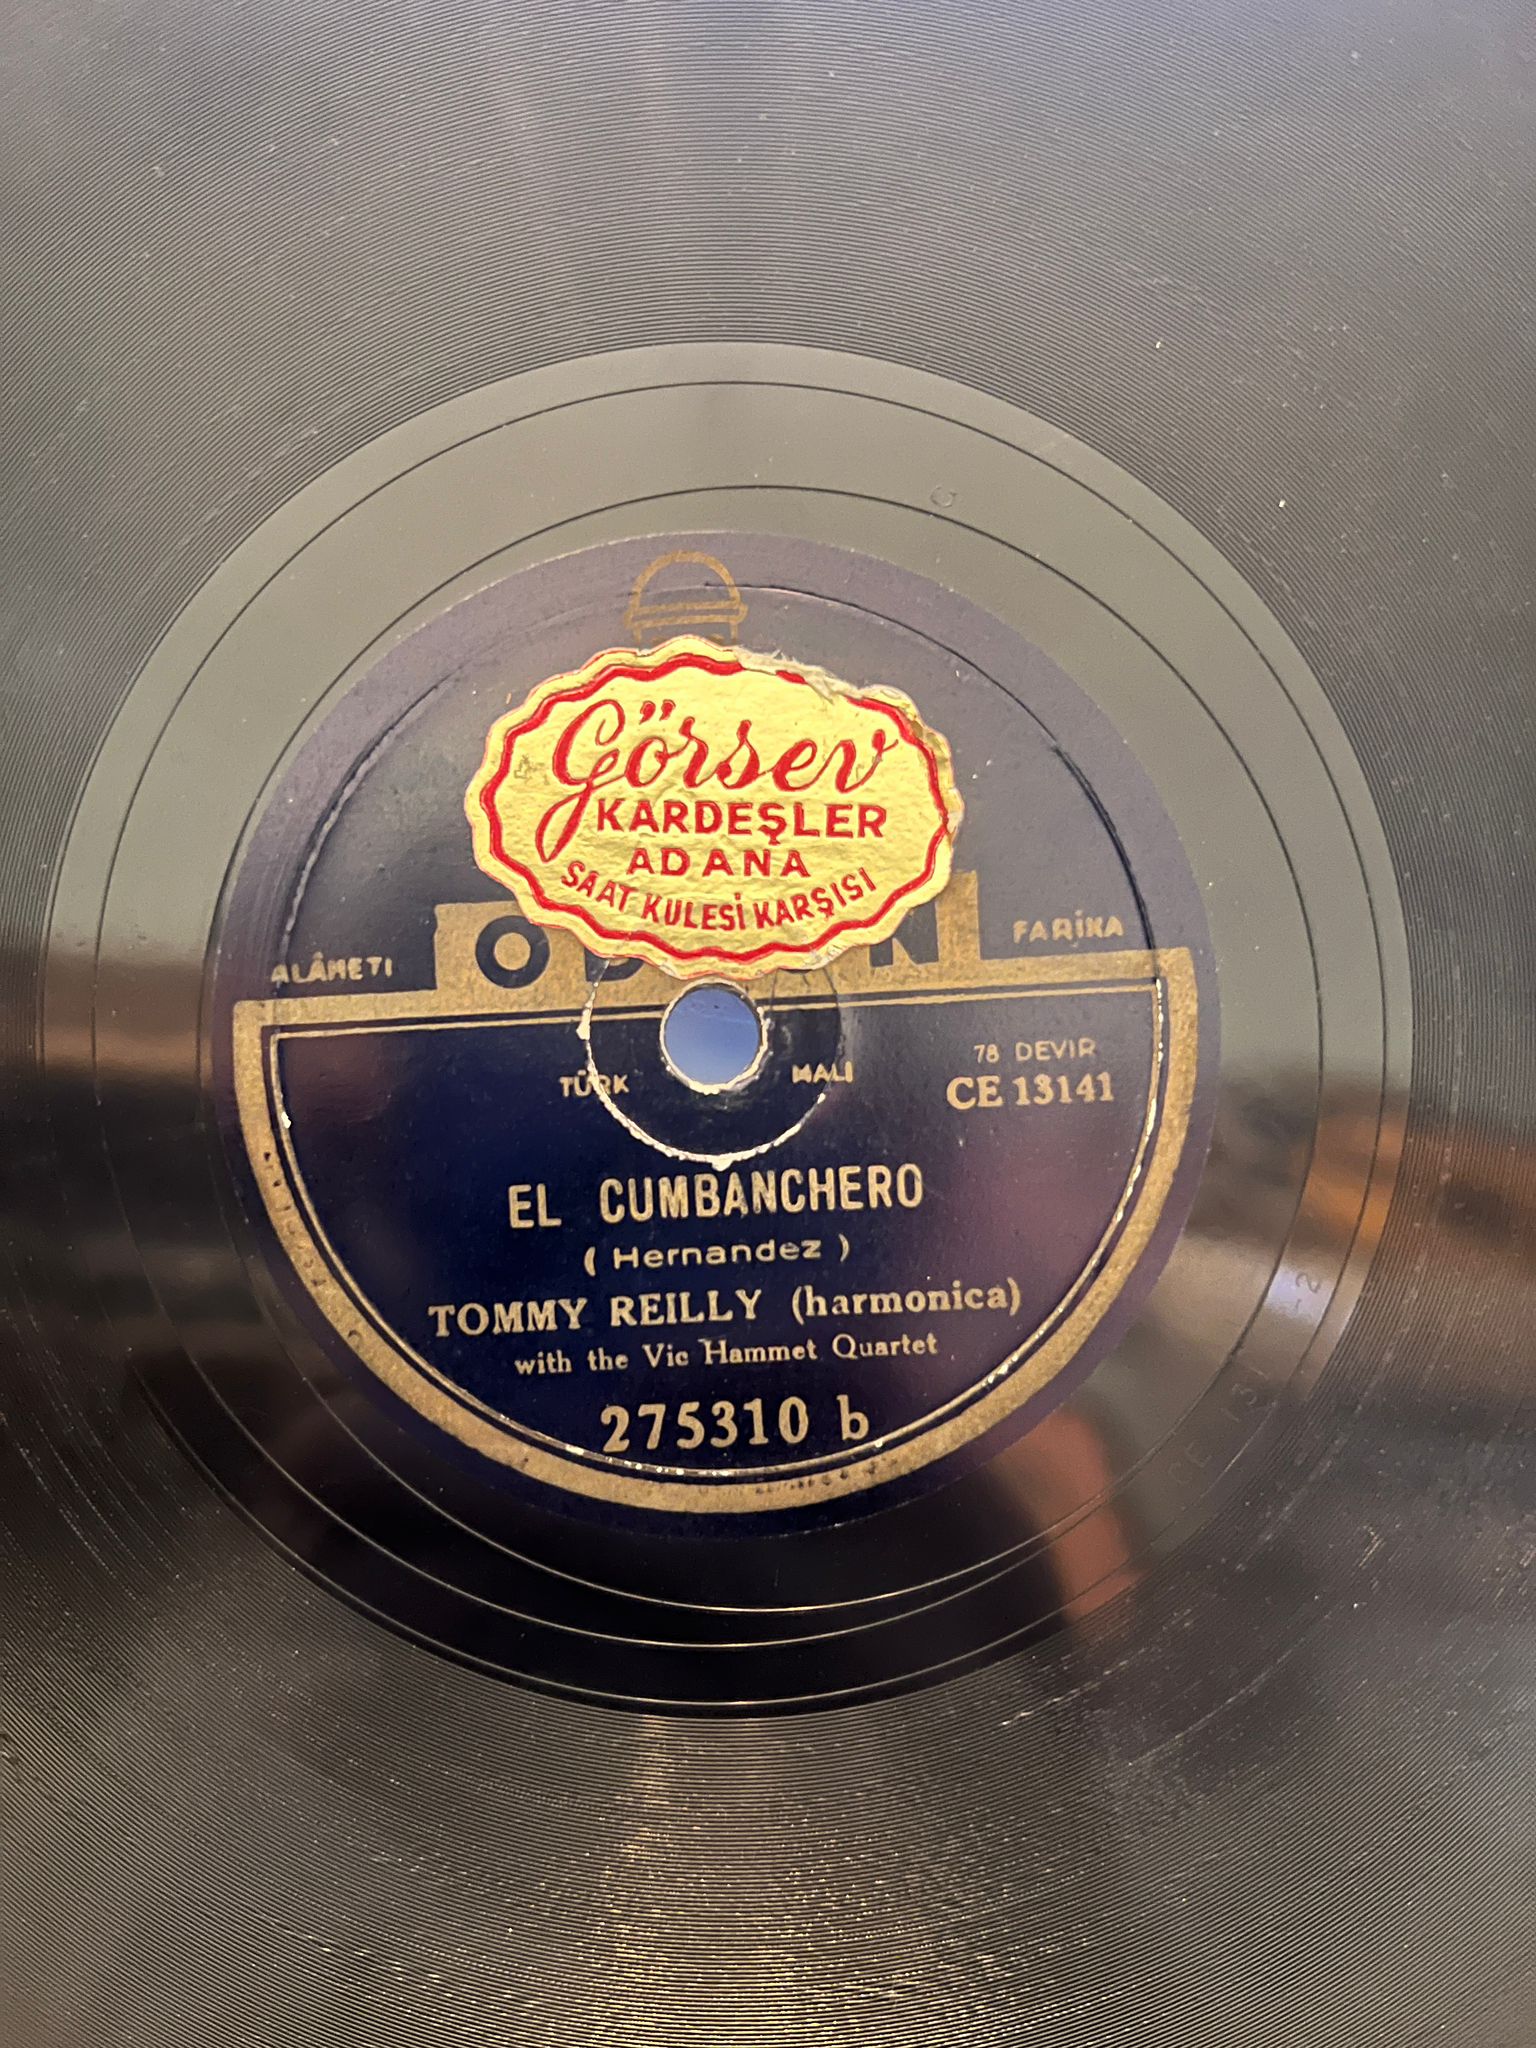 Görsev
KARDEŞLER
ADANA
SAAT KULESİ KARŞISI
ALÂMETİ
FARİKA
TÜRK MALI
78 DEVİR
CE 13141
EL CUMBANCHERO
( Hernandez )
TOMMY REILLY (harmonica)
with the Vic Hammet Quartet
275310 b